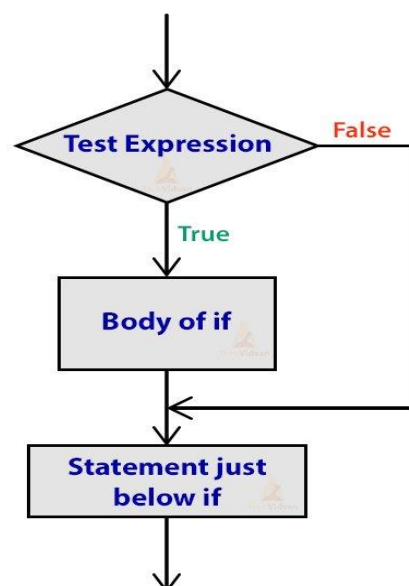 Test Expression
False
True
Body of if
Statement just
below if